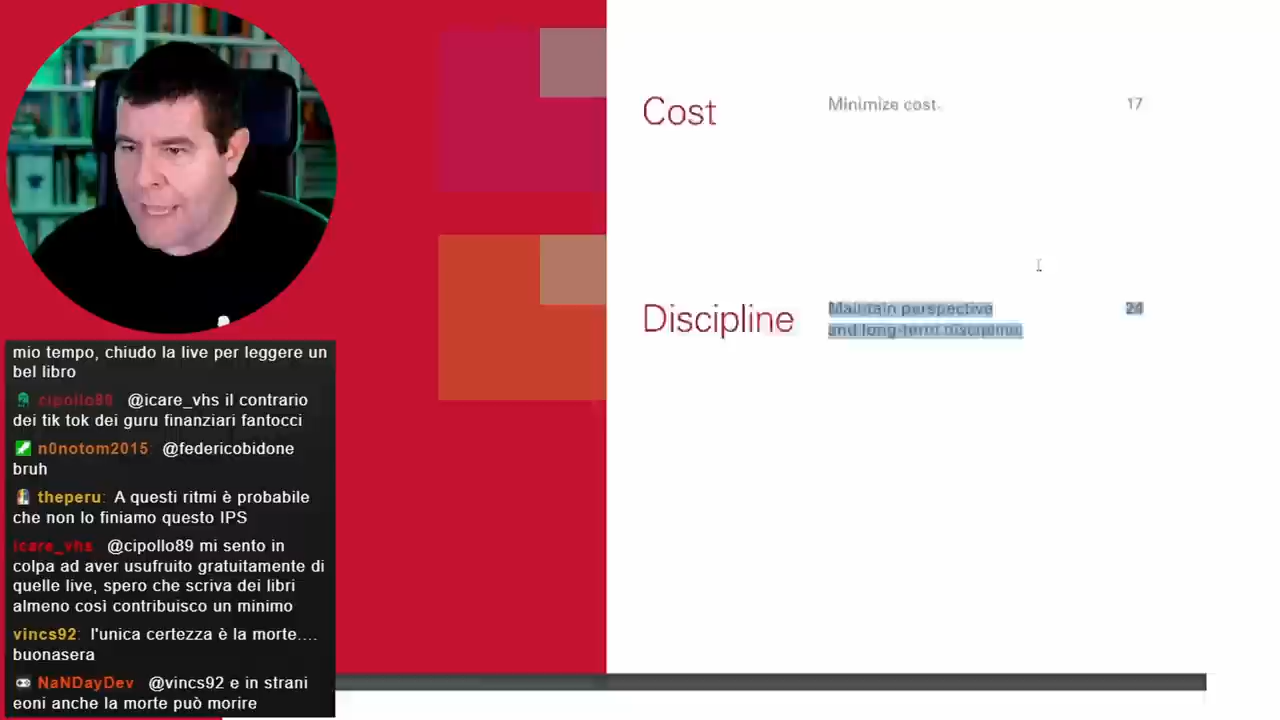 Cost
Minimize cost.
17
Discipline
Maintain perspective
and long-term discipline.
24
mio tempo, chiudo la live per leggere un
bel libro
cipollo89 @icare_vhs il contrario
dei tik tok dei guru finanziari fantocci
n0notom2015 @federicobidone
bruh
theperu: A questi ritmi è probabile
che non lo finiamo questo IPS
icare_vhs @cipollo89 mi sento in
colpa ad aver usufruito gratuitamente di
quelle live, spero che scriva dei libri
almeno così contribuisco un minimo
vincs92: l'unica certezza è la morte....
buonasera
NaNDayDev @vincs92 e in strani
eoni anche la morte può morire